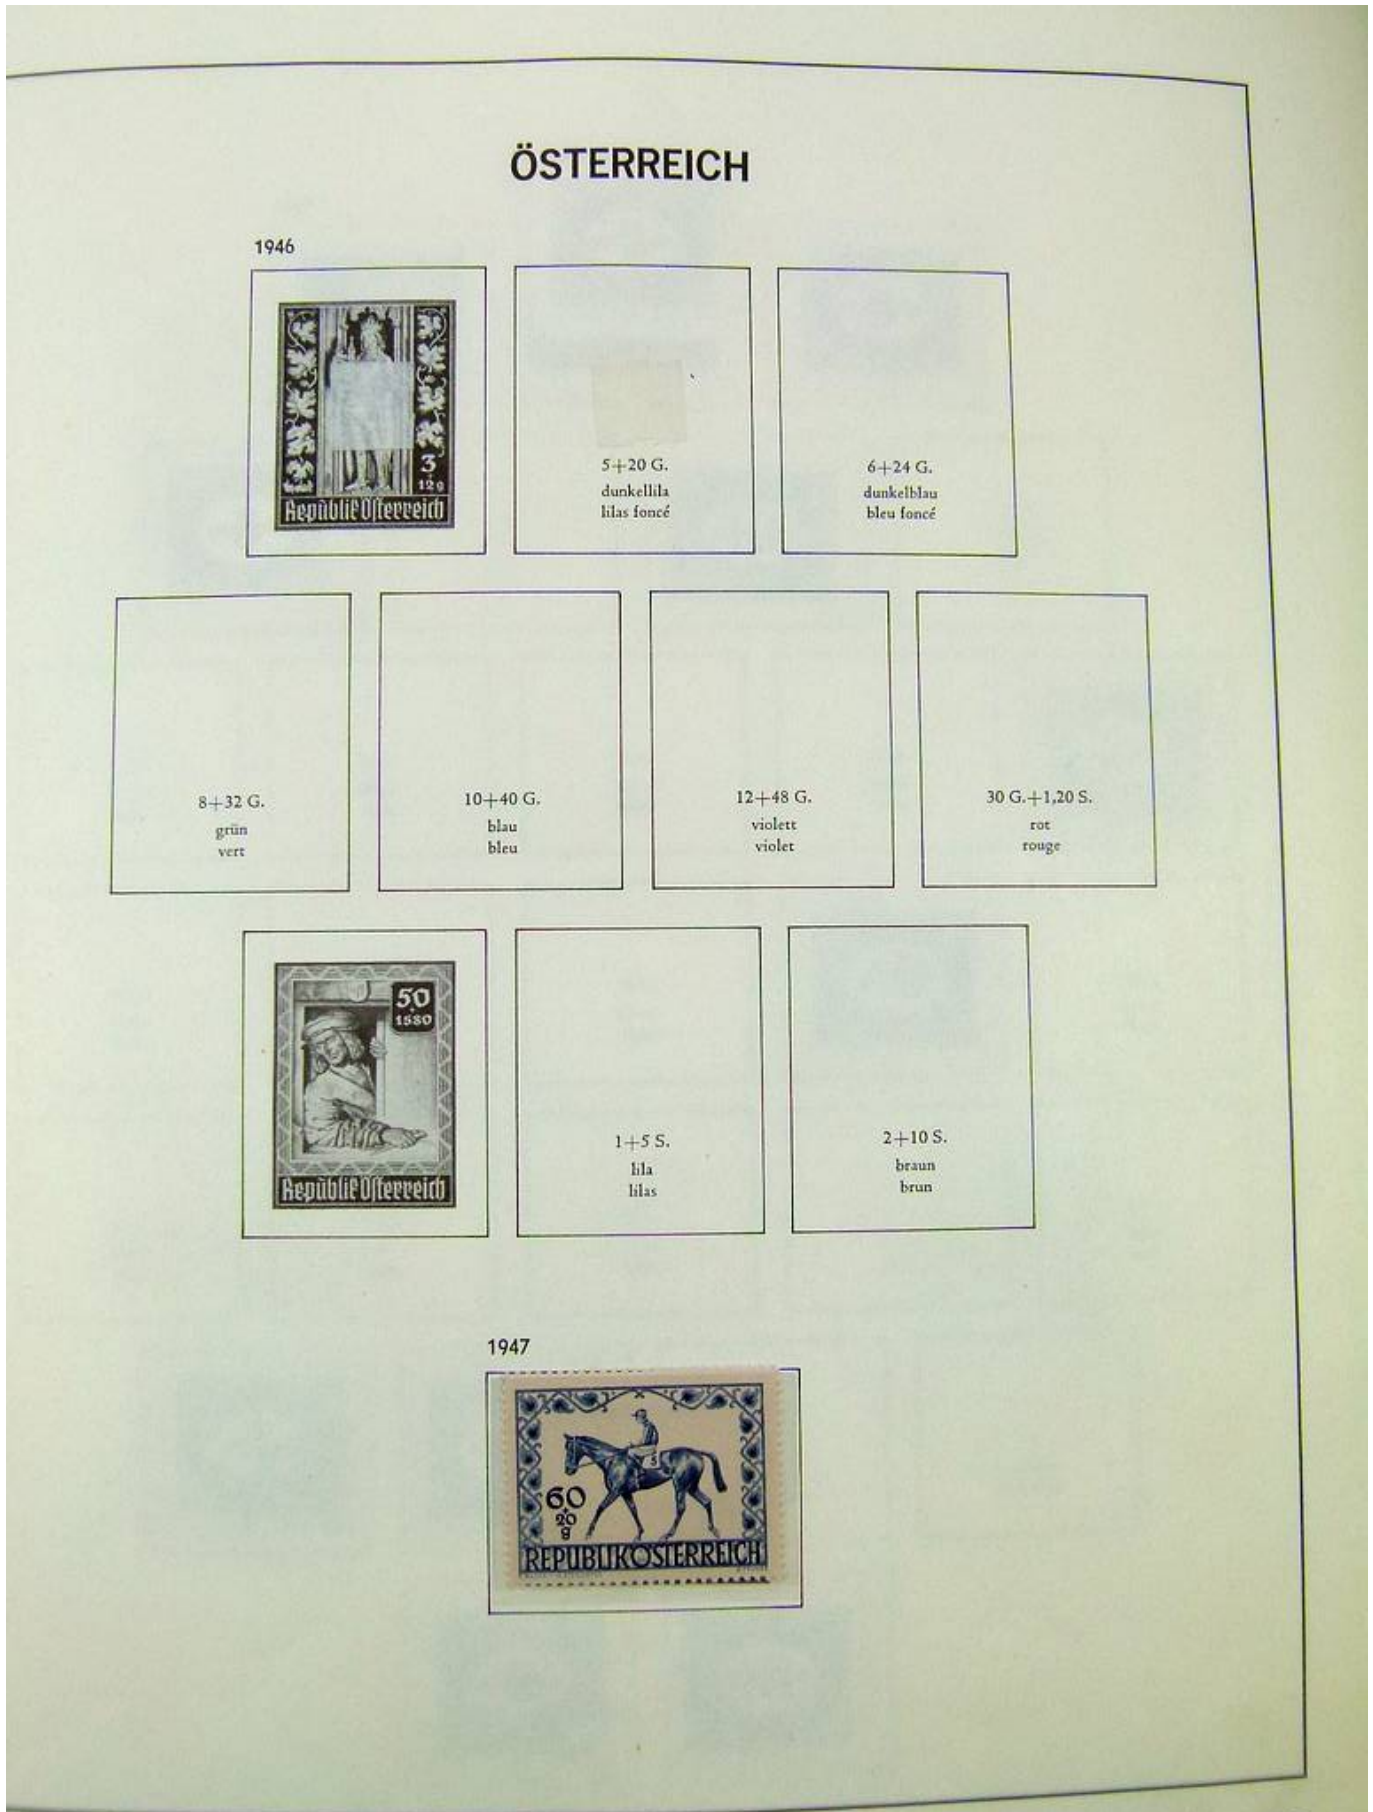 ÖSTERREICH
1946
3
+
12g
Republik Österreich
5+20 G.
dunkellila
lilas foncé
6+24 G.
dunkelblau
bleu foncé
8+32 G.
grün
vert
10+40 G.
blau
bleu
12+48 G.
violett
violet
30 G.+1,20 S.
rot
rouge
50
+
1S80
Republik Österreich
1+5 S.
lila
lilas
2+10 S.
braun
brun
1947
3
60
+
20
g
REPUBLIK OSTERREICH